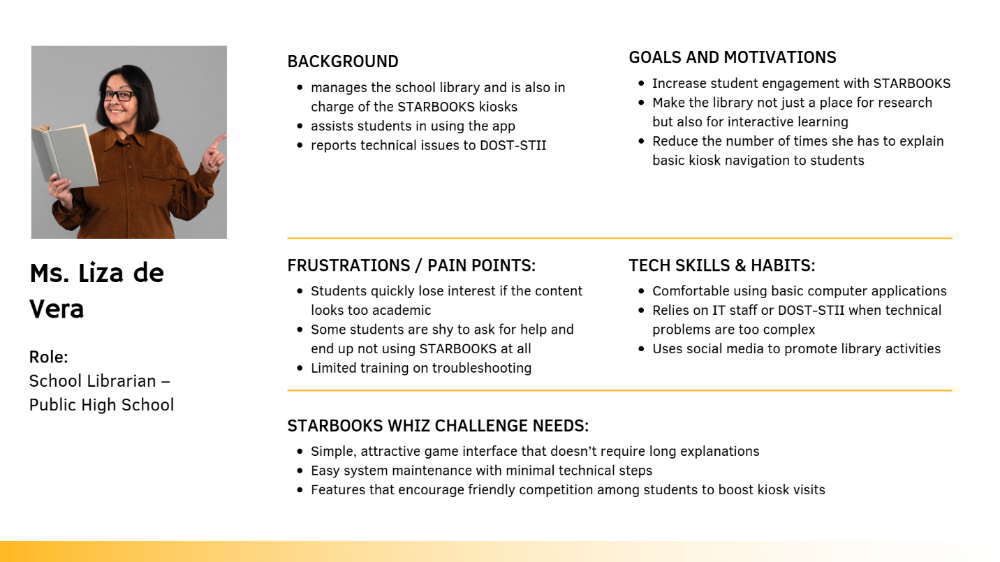 Ms. Liza de
Vera
Role:
School Librarian –
Public High School
BACKGROUND
• manages the school library and is also in
charge of the STARBOOKS kiosks
• assists students in using the app
• reports technical issues to DOST-STII
GOALS AND MOTIVATIONS
• Increase student engagement with STARBOOKS
• Make the library not just a place for research
but also for interactive learning
• Reduce the number of times she has to explain
basic kiosk navigation to students
FRUSTRATIONS / PAIN POINTS:
• Students quickly lose interest if the content
looks too academic
• Some students are shy to ask for help and
end up not using STARBOOKS at all
• Limited training on troubleshooting
TECH SKILLS & HABITS:
• Comfortable using basic computer applications
• Relies on IT staff or DOST-STII when technical
problems are too complex
• Uses social media to promote library activities
STARBOOKS WHIZ CHALLENGE NEEDS:
• Simple, attractive game interface that doesn’t require long explanations
• Easy system maintenance with minimal technical steps
• Features that encourage friendly competition among students to boost kiosk visits